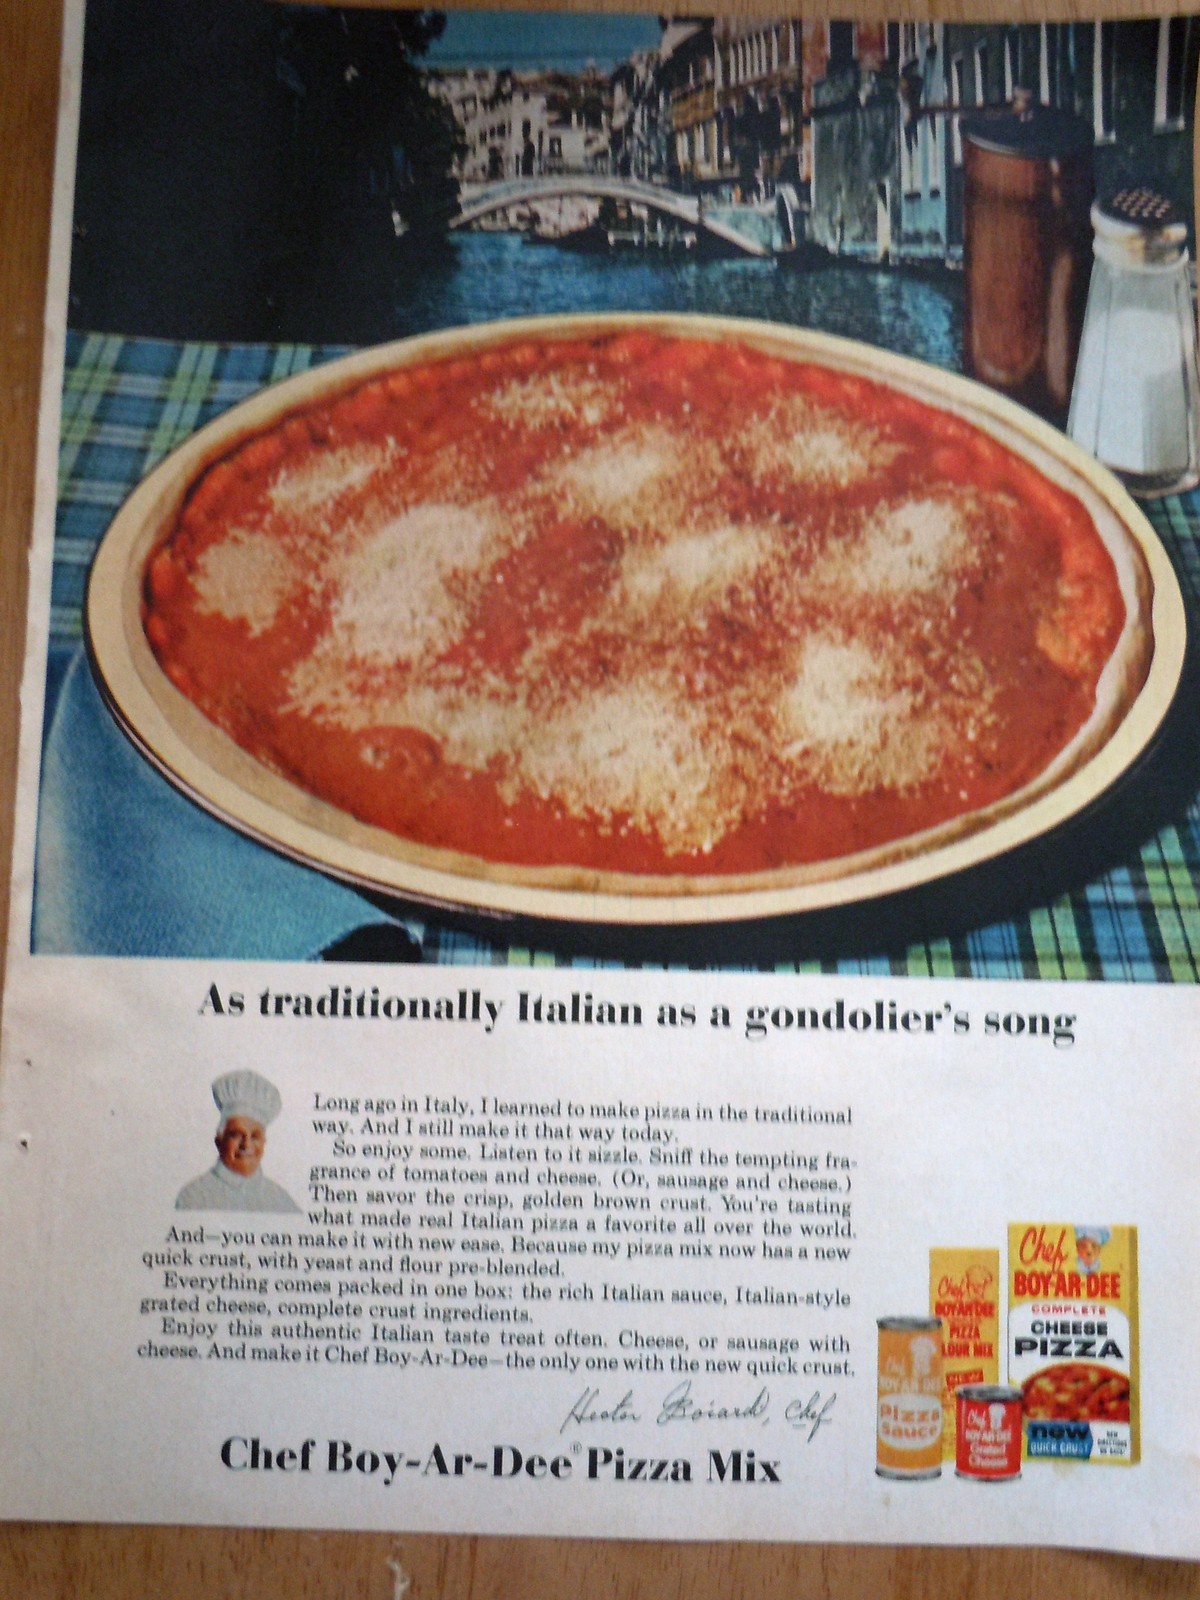 As traditionally Italian as a gondolier's song
Long ago in Italy, I learned to make pizza in the traditional
way. And I still make it that way today.
So enjoy some. Listen to it sizzle. Sniff the tempting fra-
grance of tomatoes and cheese. (Or, sausage and cheese.)
Then savor the crisp, golden brown crust. You're tasting
what made real Italian pizza a favorite all over the world.
And—you can make it with new ease. Because my pizza mix now has a new
quick crust, with yeast and flour pre-blended.
Everything comes packed in one box: the rich Italian sauce, Italian-style
grated cheese, complete crust ingredients.
Enjoy this authentic Italian taste treat often. Cheese, or sausage with
cheese. And make it Chef Boy-Ar-Dee—the only one with the new quick crust.
Hector Boiardi, Chef
Chef Boy-Ar-Dee® Pizza Mix
Chef
BOY-AR-DEE
COMPLETE
CHEESE
PIZZA
new
QUICK CRUST
Chef
BOY-AR-DEE
PIZZA
FLOUR MIX
NEW
Chef
BOY-AR-DEE
Pizza
Sauce
Chef
BOY-AR-DEE
Grated
Cheese